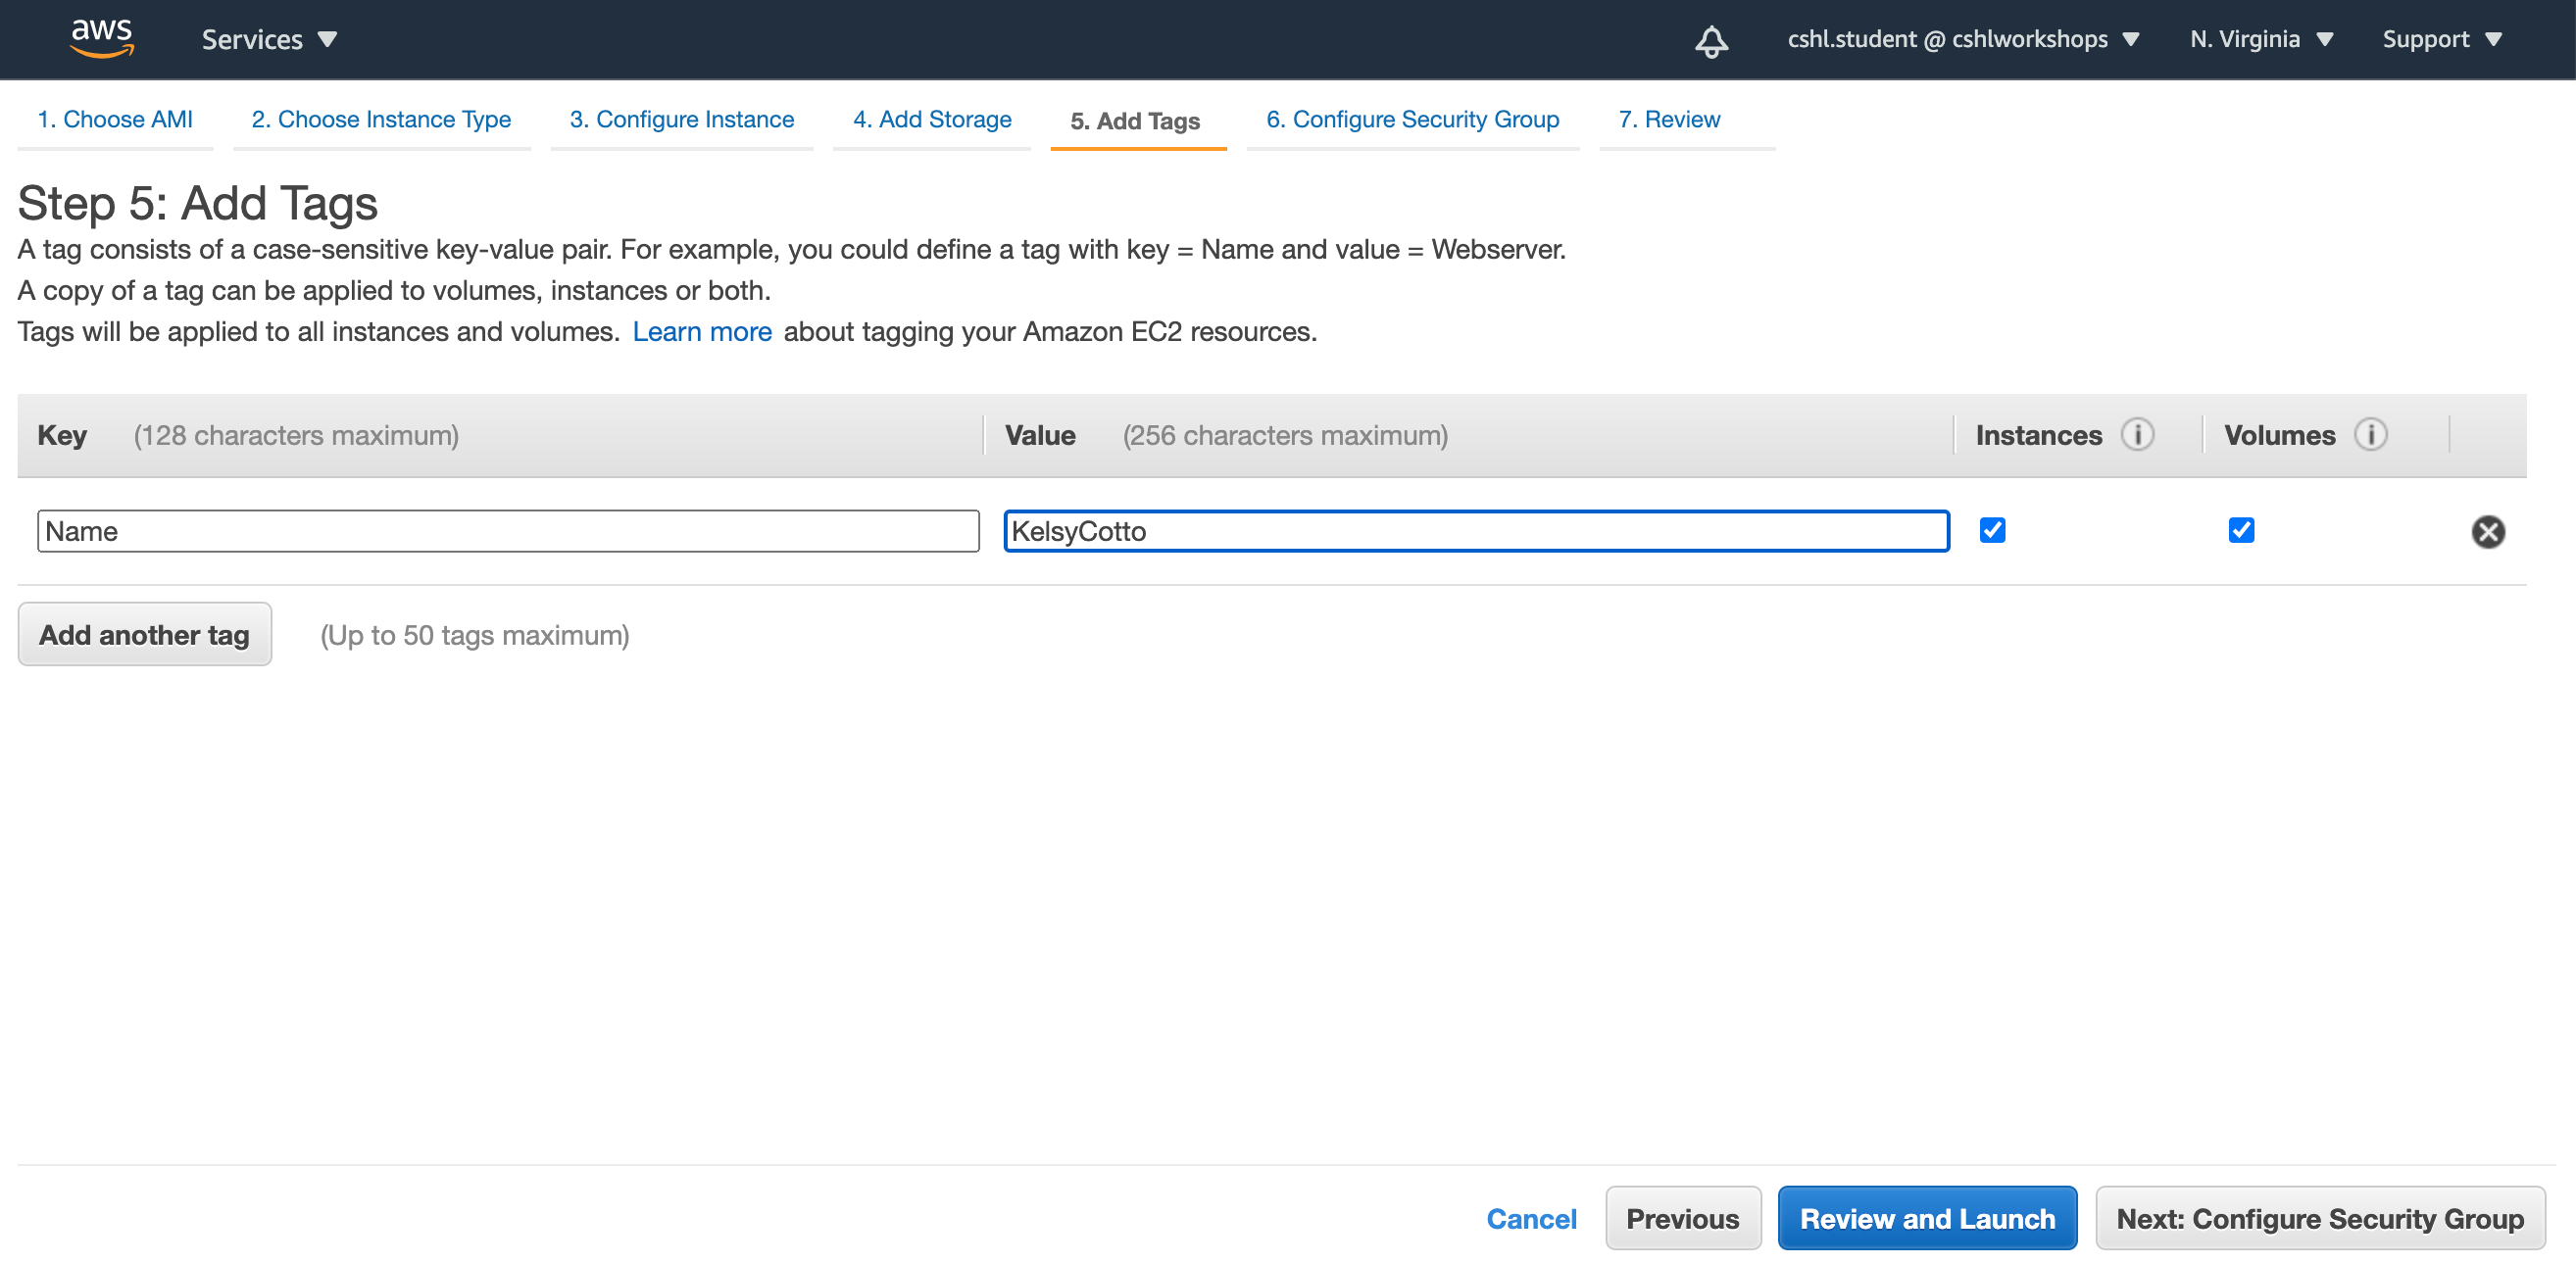 aws Services cshl.student @ cshlworkshops N. Virginia Support
1. Choose AMI 2. Choose Instance Type 3. Configure Instance 4. Add Storage 5. Add Tags 6. Configure Security Group 7. Review
Step 5: Add Tags
A tag consists of a case-sensitive key-value pair. For example, you could define a tag with key = Name and value = Webserver.
A copy of a tag can be applied to volumes, instances or both.
Tags will be applied to all instances and volumes. Learn more about tagging your Amazon EC2 resources.
Key (128 characters maximum) Value (256 characters maximum) Instances i Volumes i
Name KelsyCotto
Add another tag (Up to 50 tags maximum)
Cancel Previous Review and Launch Next: Configure Security Group